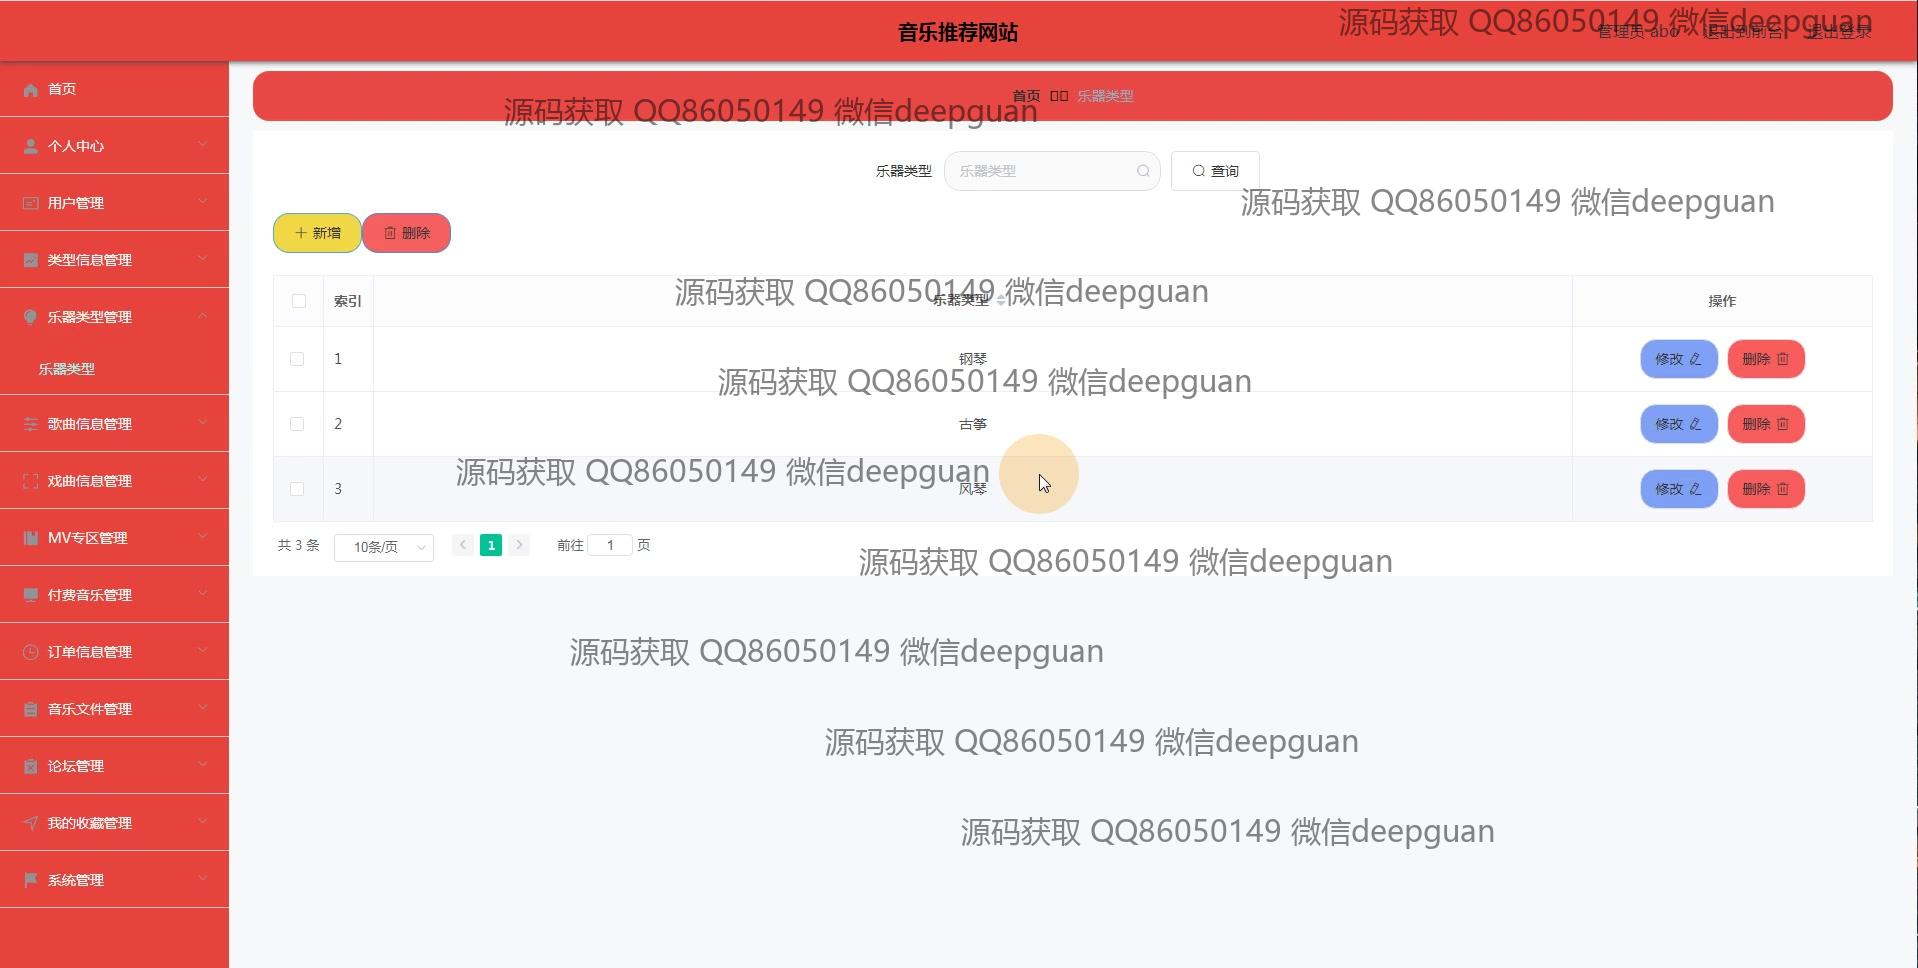 音乐推荐网站
管理员 abo 退出到前台 退出登录
源码获取 QQ86050149 微信deepguan
首页
个人中心
用户管理
类型信息管理
乐器类型管理
乐器类型
歌曲信息管理
戏曲信息管理
MV专区管理
付费音乐管理
订单信息管理
音乐文件管理
论坛管理
我的收藏管理
系统管理
首页 乐器类型
源码获取 QQ86050149 微信deepguan
乐器类型 乐器类型 查询
源码获取 QQ86050149 微信deepguan
新增 删除
索引 乐器类型 操作
源码获取 QQ86050149 微信deepguan
1 钢琴 修改 删除
源码获取 QQ86050149 微信deepguan
2 古筝 修改 删除
源码获取 QQ86050149 微信deepguan
3 风琴 修改 删除
共 3 条 10条/页 1 前往 1 页
源码获取 QQ86050149 微信deepguan
源码获取 QQ86050149 微信deepguan
源码获取 QQ86050149 微信deepguan
源码获取 QQ86050149 微信deepguan